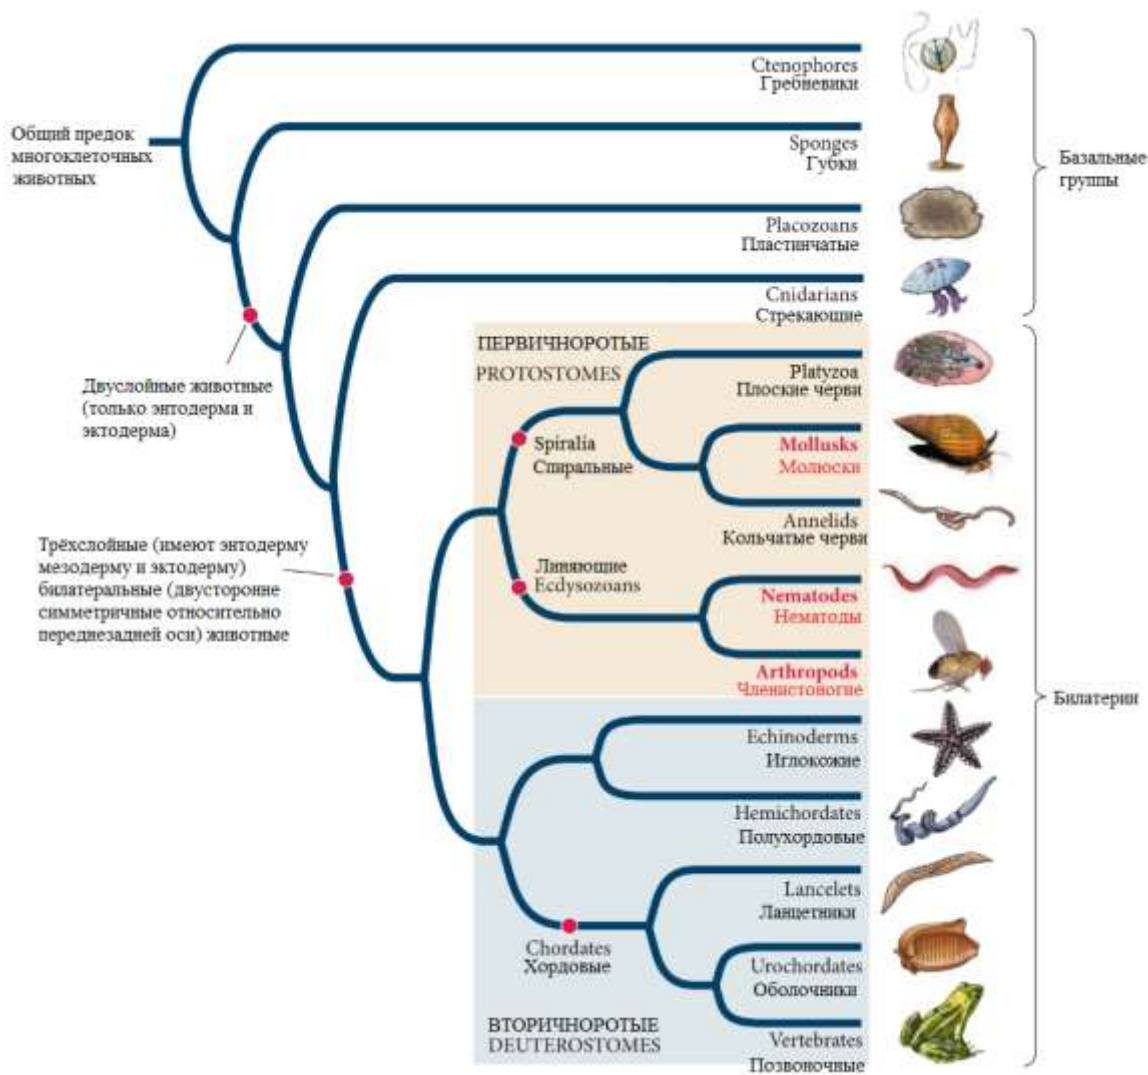 Ctenophores
Гребневики
Общий предок
многоклеточных
животных
Sponges
Губки
Базальные
группы
Placozoans
Пластинчатые
Cnidarians
Стрекающие
ПЕРВИЧНОРОТЫЕ
PROTOSTOMES
Platyzoa
Плоские черви
Двуслойные животные
(только энтодерма и
эктодерма)
Spiralia
Спиральные
Mollusks
Молюски
Annelids
Кольчатые черви
Трёхслойные (имеют энтодерму
мезодерму и эктодерму)
билатеральные (двусторонне
симметричные относительно
переднезадней оси) животные
Линяющие
Ecdysozoans
Nematodes
Нематоды
Arthropods
Членистоногие
Билатерии
Echinoderms
Иглокожие
Hemichordates
Полухордовые
Lancelets
Ланцетники
Chordates
Хордовые
Urochordates
Оболочники
ВТОРИЧНОРОТЫЕ
DEUTEROSTOMES
Vertebrates
Позвоночные